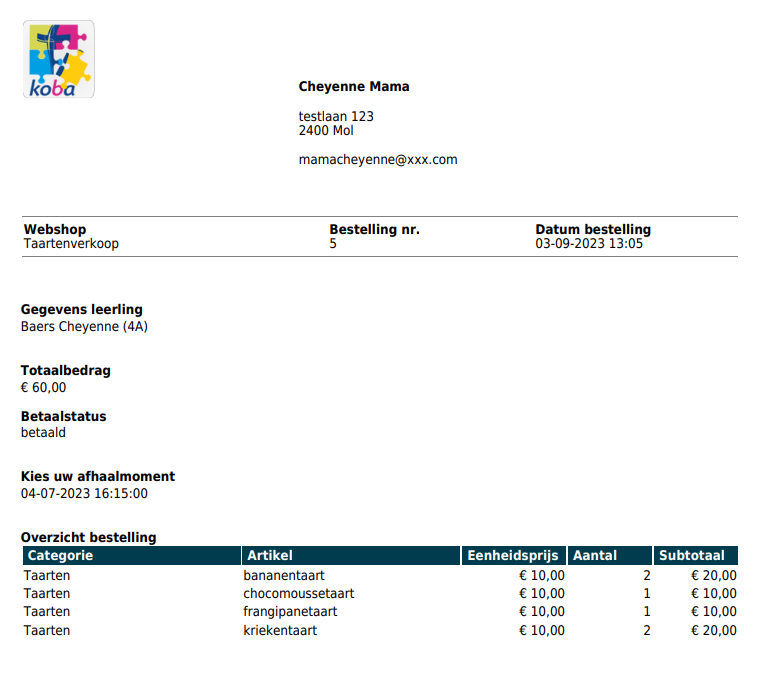 koba
Cheyenne Mama
testlaan 123
2400 Mol
mamacheyenne@xxx.com
Webshop Bestelling nr. Datum bestelling
Taartenverkoop 5 03-09-2023 13:05
Gegevens leerling
Baers Cheyenne (4A)
Totaalbedrag
€ 60,00
Betaalstatus
betaald
Kies uw afhaalmoment
04-07-2023 16:15:00
Overzicht bestelling
Categorie Artikel Eenheidsprijs Aantal Subtotaal
Taarten bananentaart € 10,00 2 € 20,00
Taarten chocomoussetaart € 10,00 1 € 10,00
Taarten frangipanetaart € 10,00 1 € 10,00
Taarten kriekentaart € 10,00 2 € 20,00